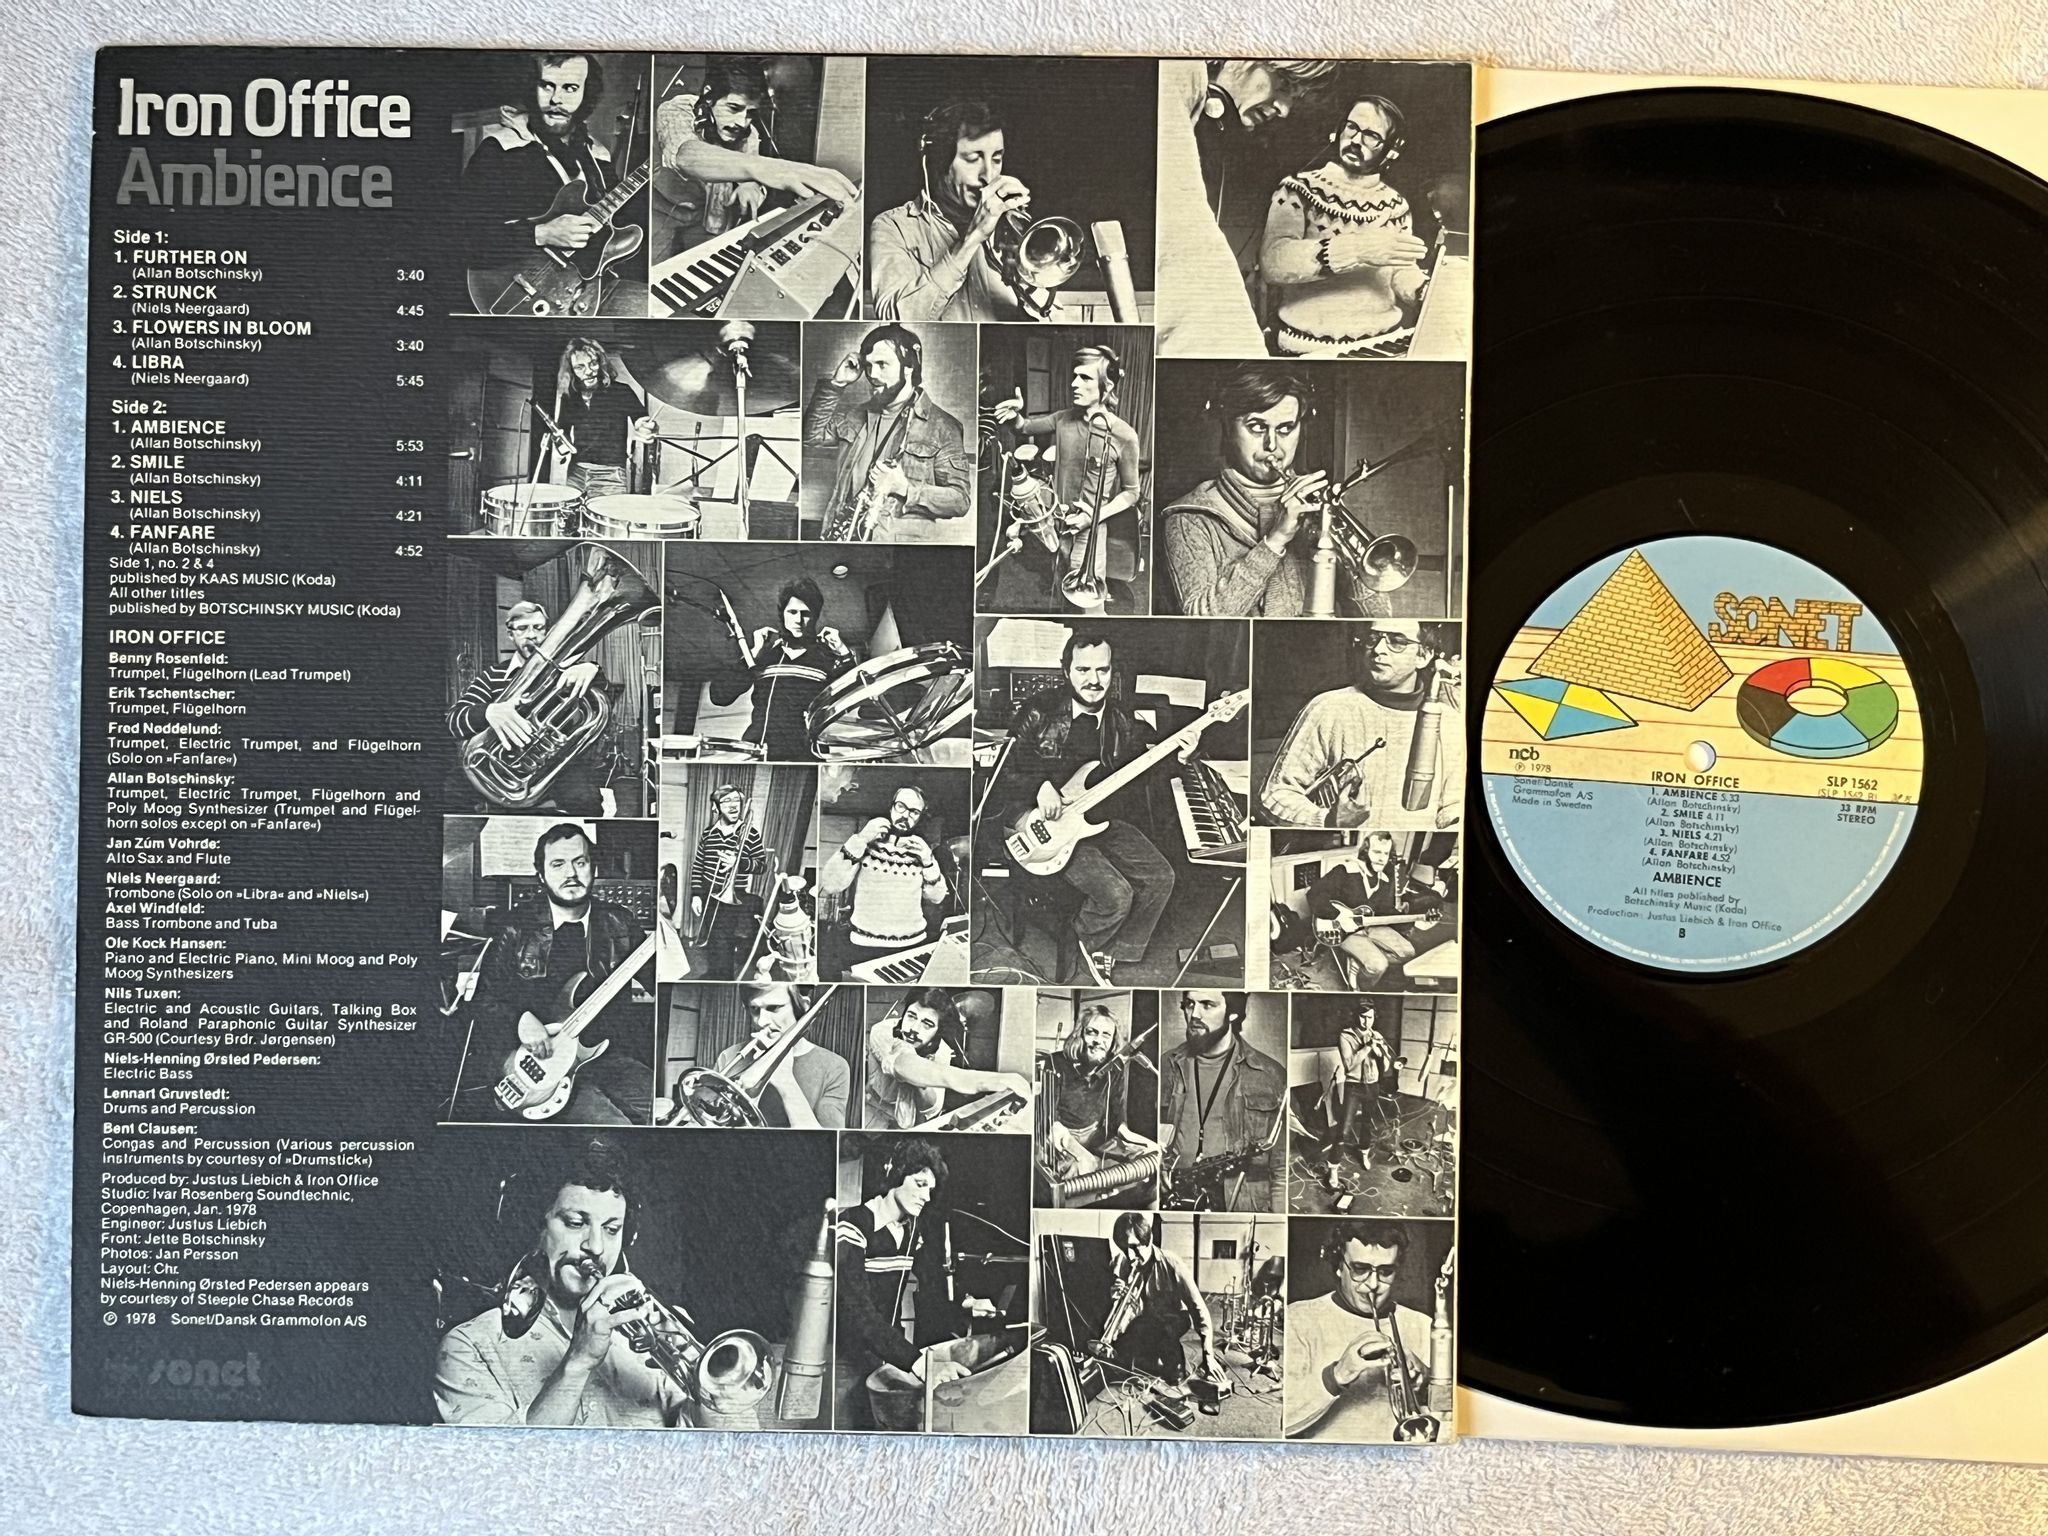 Iron Office
Ambience
Side 1:
1. FURTHER ON
(Allan Botschinsky) 3:40
2. STRUNCK
(Niels Neergaard) 4:45
3. FLOWERS IN BLOOM
(Allan Botschinsky) 3:40
4. LIBRA
(Niels Neergaard) 5:45
Side 2:
1. AMBIENCE
(Allan Botschinsky) 5:53
2. SMILE
(Allan Botschinsky) 4:11
3. NIELS
(Allan Botschinsky) 4:21
4. FANFARE
(Allan Botschinsky) 4:52
Side 1, no. 2 & 4
published by KAAS MUSIC (Koda)
All other titles
published by BOTSCHINSKY MUSIC (Koda)
IRON OFFICE
Benny Rosenfeld:
Trumpet, Flügelhorn (Lead Trumpet)
Erik Tschentscher:
Trumpet, Flügelhorn
Fred Nøddelund:
Trumpet, Electric Trumpet, and Flügelhorn
(Solo on »Fanfare«)
Allan Botschinsky:
Trumpet, Electric Trumpet, Flügelhorn and
Poly Moog Synthesizer (Trumpet and Flügel-
horn solos except on »Fanfare«)
Jan Zúm Vohrde:
Alto Sax and Flute
Niels Neergaard:
Trombone (Solo on »Libra« and »Niels«)
Axel Windfeld:
Bass Trombone and Tuba
Ole Kock Hansen:
Piano and Electric Piano, Mini Moog and Poly
Moog Synthesizers
Nils Tuxen:
Electric and Acoustic Guitars, Talking Box
and Roland Paraphonic Guitar Synthesizer
GR-500 (Courtesy Brdr. Jørgensen)
Niels-Henning Ørsted Pedersen:
Electric Bass
Lennart Gruvstedt:
Drums and Percussion
Bent Clausen:
Congas and Percussion (Various percussion
instruments by courtesy of »Drumstick«)
Produced by: Justus Liebich & Iron Office
Studio: Ivar Rosenberg Soundtechnic,
Copenhagen, Jan. 1978
Engineer: Justus Liebich
Front: Jette Botschinsky
Photos: Jan Persson
Layout: Chr.
Niels-Henning Ørsted Pedersen appears
by courtesy of Steeple Chase Records
℗ 1978 Sonet/Dansk Grammofon A/S
sonet
SONET
ncb
℗ 1978
Sonet/Dansk
Grammofon A/S
Made in Sweden
SLP 1562
(SLP 1562 B)
33 RPM
STEREO
IRON OFFICE
1. AMBIENCE 5.33
(Allan Botschinsky)
2. SMILE 4.11
(Allan Botschinsky)
3. NIELS 4.21
(Allan Botschinsky)
4. FANFARE 4.52
(Allan Botschinsky)
AMBIENCE
All titles published by
Botschinsky Music (Koda)
Production: Justus Liebich & Iron Office
B